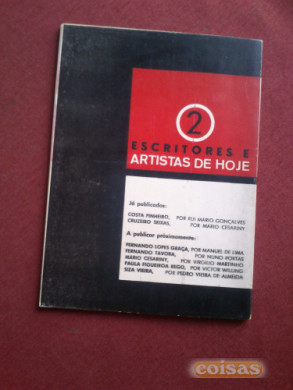 2
ESCRITORES E
ARTISTAS DE HOJE
Já publicados:
COSTA PINHEIRO, POR RUI MARIO GONÇALVES
CRUZEIRO SEIXAS, POR MARIO CESARINY
A publicar próximamente:
FERNANDO LOPES GRAÇA, POR MANUEL DE LIMA
FERNANDO TAVORA, POR NUNO PORTAS
MARIO CESARINY, POR VIRGILIO MARTINHO
PAULA FIGUEIROA REGO, POR VICTOR WILLING
SIZA VIEIRA, POR PEDRO VIEIRA DE ALMEIDA
coisas